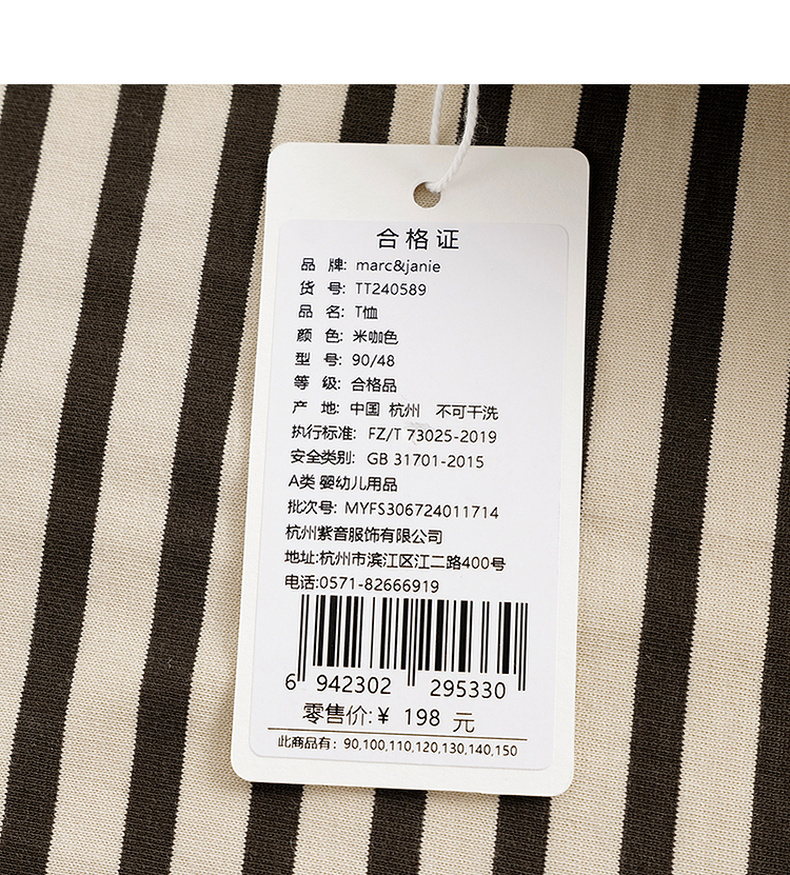 合格证
品 牌: marc&janie
货 号: TT240589
品 名: T恤
颜 色: 米咖色
型 号: 90/48
等 级: 合格品
产 地: 中国 杭州 不可干洗
执行标准: FZ/T 73025-2019
安全类别: GB 31701-2015
A类 婴幼儿用品
批次号: MYFS306724011714
杭州紫音服饰有限公司
地址:杭州市滨江区江二路400号
电话:0571-82666919
6 942302 295330
零售价:¥ 198 元
此商品有: 90,100,110,120,130,140,150